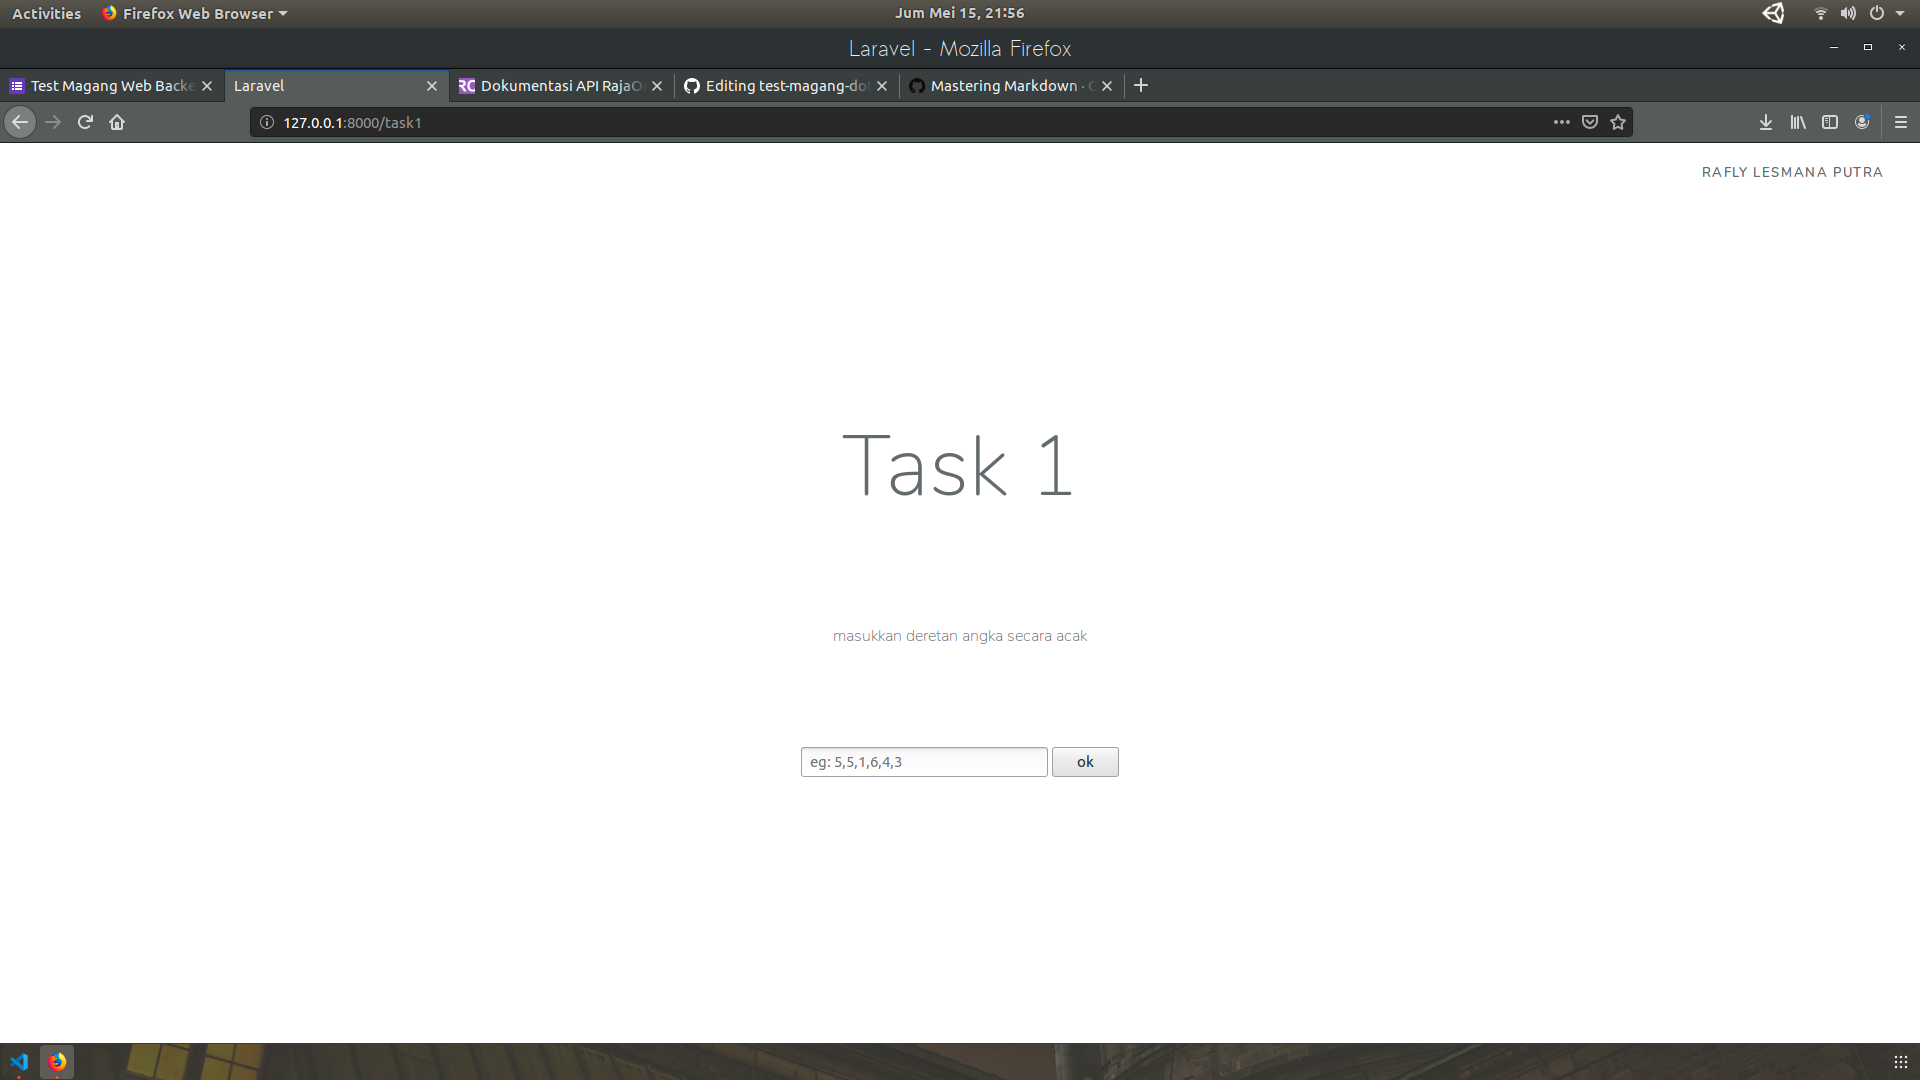 Activities
Firefox Web Browser
Jum Mei 15, 21:56
Laravel - Mozilla Firefox
Test Magang Web Backe
Laravel
Dokumentasi API RajaO
Editing test-magang-do
Mastering Markdown ·
127.0.0.1:8000/task1
RAFLY LESMANA PUTRA
Task 1
masukkan deretan angka secara acak
eg: 5,5,1,6,4,3
ok